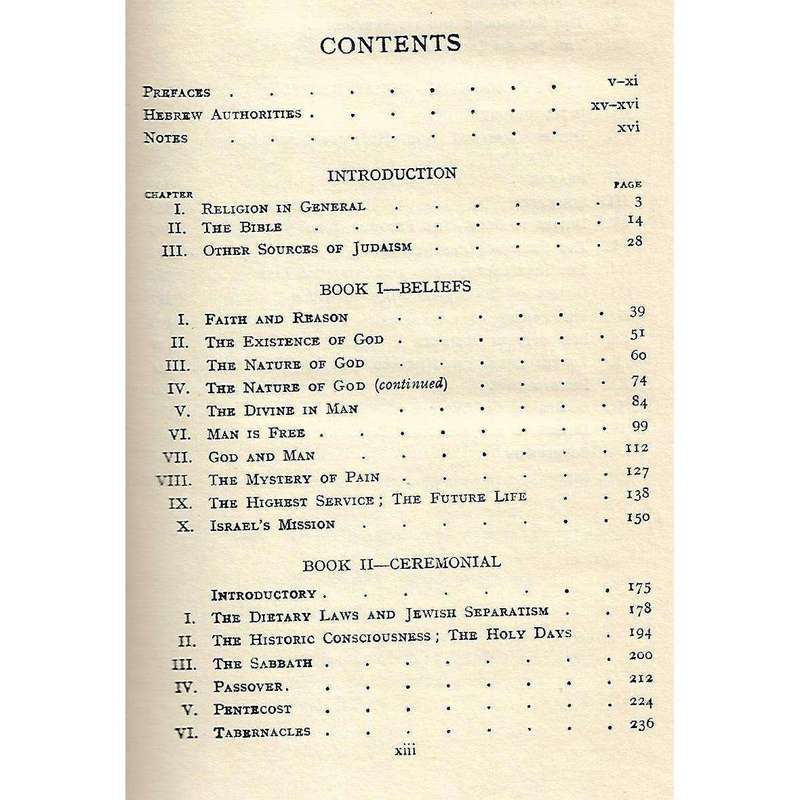 CONTENTS
PREFACES . . . . . . . . . v–xi
HEBREW AUTHORITIES . . . . . . . xv–xvi
NOTES . . . . . . . . . xvi
INTRODUCTION
CHAPTER PAGE
I. RELIGION IN GENERAL . . . . . . 3
II. THE BIBLE . . . . . . . . 14
III. OTHER SOURCES OF JUDAISM . . . . . 28
BOOK I—BELIEFS
I. FAITH AND REASON . . . . . . 39
II. THE EXISTENCE OF GOD . . . . . . 51
III. THE NATURE OF GOD . . . . . . 60
IV. THE NATURE OF GOD (continued) . . . . 74
V. THE DIVINE IN MAN . . . . . . 84
VI. MAN IS FREE . . . . . . . . 99
VII. GOD AND MAN . . . . . . . 112
VIII. THE MYSTERY OF PAIN . . . . . . 127
IX. THE HIGHEST SERVICE; THE FUTURE LIFE . . 138
X. ISRAEL'S MISSION . . . . . . . 150
BOOK II—CEREMONIAL
INTRODUCTORY . . . . . . . . 175
I. THE DIETARY LAWS AND JEWISH SEPARATISM . . 178
II. THE HISTORIC CONSCIOUSNESS; THE HOLY DAYS . 194
III. THE SABBATH . . . . . . . . 200
IV. PASSOVER . . . . . . . . . 212
V. PENTECOST . . . . . . . . 224
VI. TABERNACLES . . . . . . . . 236
xiii